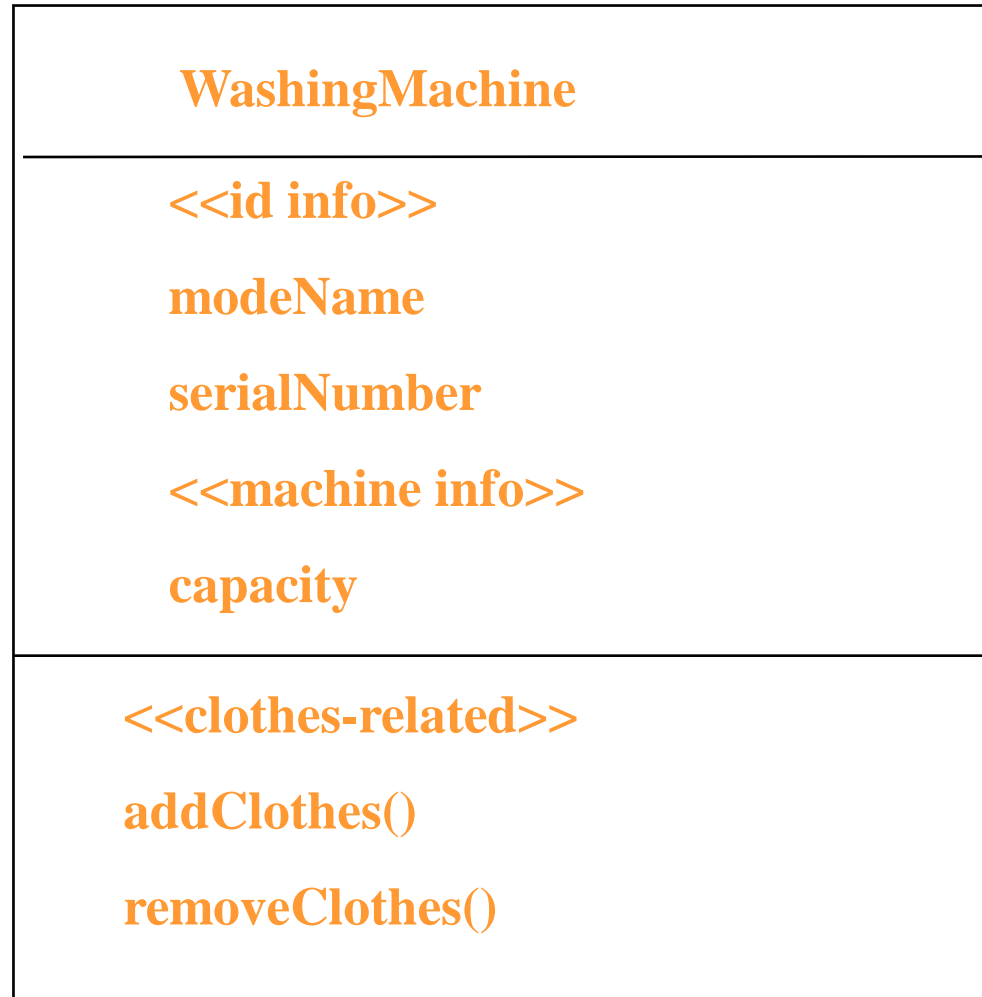 WashingMachine
<<id info>>
modeName
serialNumber
<<machine info>>
capacity
<<clothes-related>>
addClothes()
removeClothes()